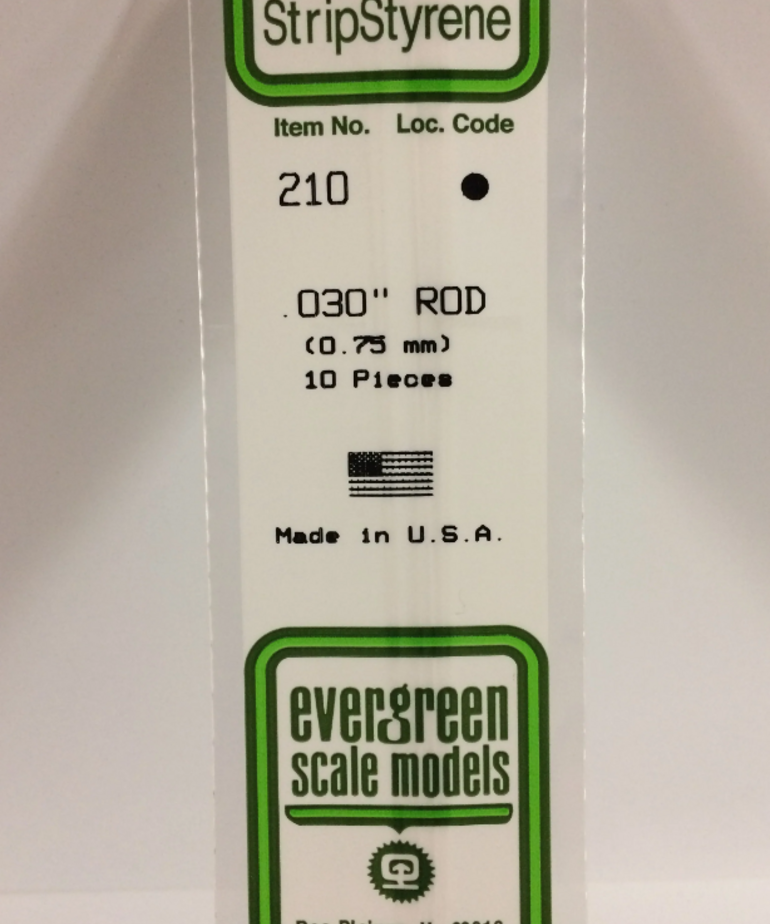 StripStyrene
Item No. Loc. Code
210 ●
.030" ROD
(0.75 mm)
10 Pieces
Made in U.S.A.
evergreen
scale models